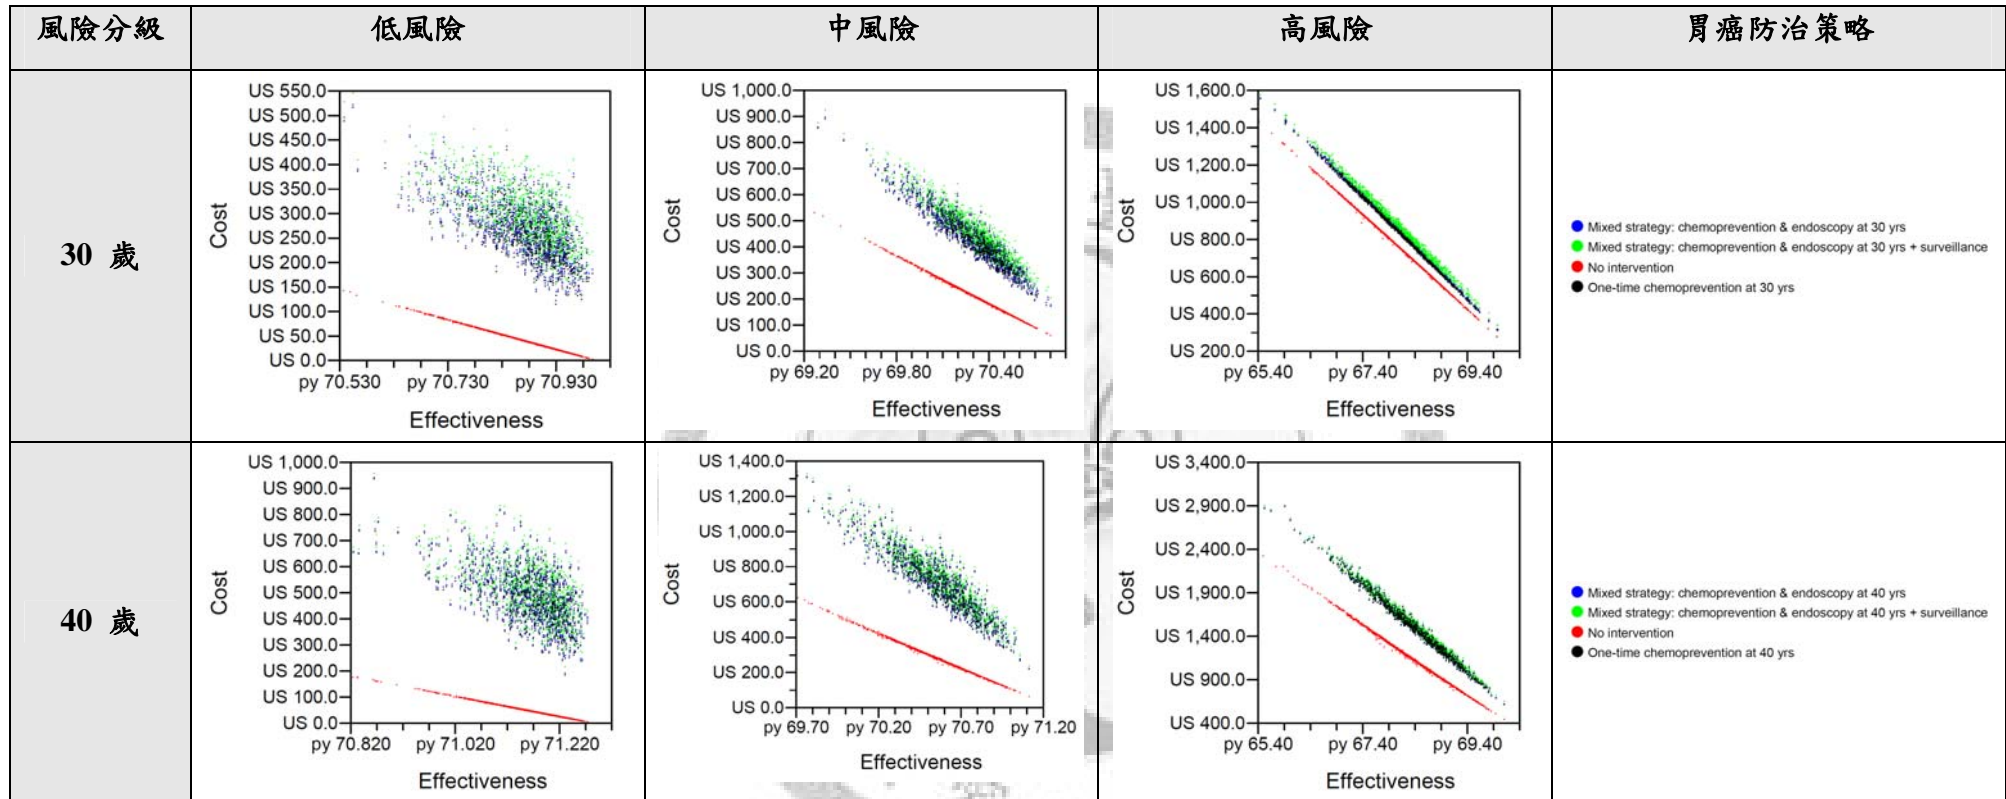 風險分級 低風險 中風險 高風險 胃癌防治策略
30 歲
US 550.0
US 500.0
US 450.0
US 400.0
US 350.0
US 300.0
US 250.0
US 200.0
US 150.0
US 100.0
US 50.0
US 0.0
Cost
py 70.530 py 70.730 py 70.930
Effectiveness
US 1,000.0
US 900.0
US 800.0
US 700.0
US 600.0
US 500.0
US 400.0
US 300.0
US 200.0
US 100.0
US 0.0
Cost
py 69.20 py 69.80 py 70.40
Effectiveness
US 1,600.0
US 1,400.0
US 1,200.0
US 1,000.0
US 800.0
US 600.0
US 400.0
US 200.0
Cost
py 65.40 py 67.40 py 69.40
Effectiveness
Mixed strategy: chemoprevention & endoscopy at 30 yrs
Mixed strategy: chemoprevention & endoscopy at 30 yrs + surveillance
No intervention
One-time chemoprevention at 30 yrs
40 歲
US 1,000.0
US 900.0
US 800.0
US 700.0
US 600.0
US 500.0
US 400.0
US 300.0
US 200.0
US 100.0
US 0.0
Cost
py 70.820 py 71.020 py 71.220
Effectiveness
US 1,400.0
US 1,200.0
US 1,000.0
US 800.0
US 600.0
US 400.0
US 200.0
US 0.0
Cost
py 69.70 py 70.20 py 70.70 py 71.20
Effectiveness
US 3,400.0
US 2,900.0
US 2,400.0
US 1,900.0
US 1,400.0
US 900.0
US 400.0
Cost
py 65.40 py 67.40 py 69.40
Effectiveness
Mixed strategy: chemoprevention & endoscopy at 40 yrs
Mixed strategy: chemoprevention & endoscopy at 40 yrs + surveillance
No intervention
One-time chemoprevention at 40 yrs